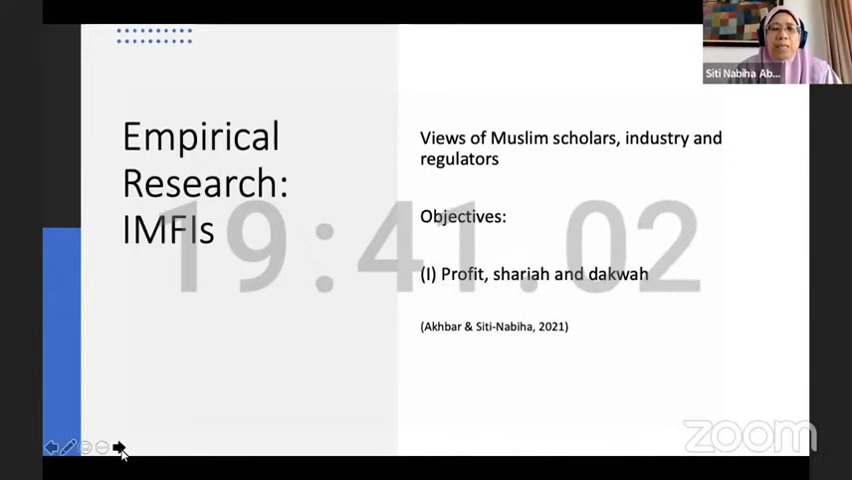 Siti Nabiha Ab...
Empirical
Research:
IMFIs
Views of Muslim scholars, industry and
regulators
Objectives:
(I) Profit, shariah and dakwah
(Akhbar & Siti-Nabiha, 2021)
19:41.02
zoom